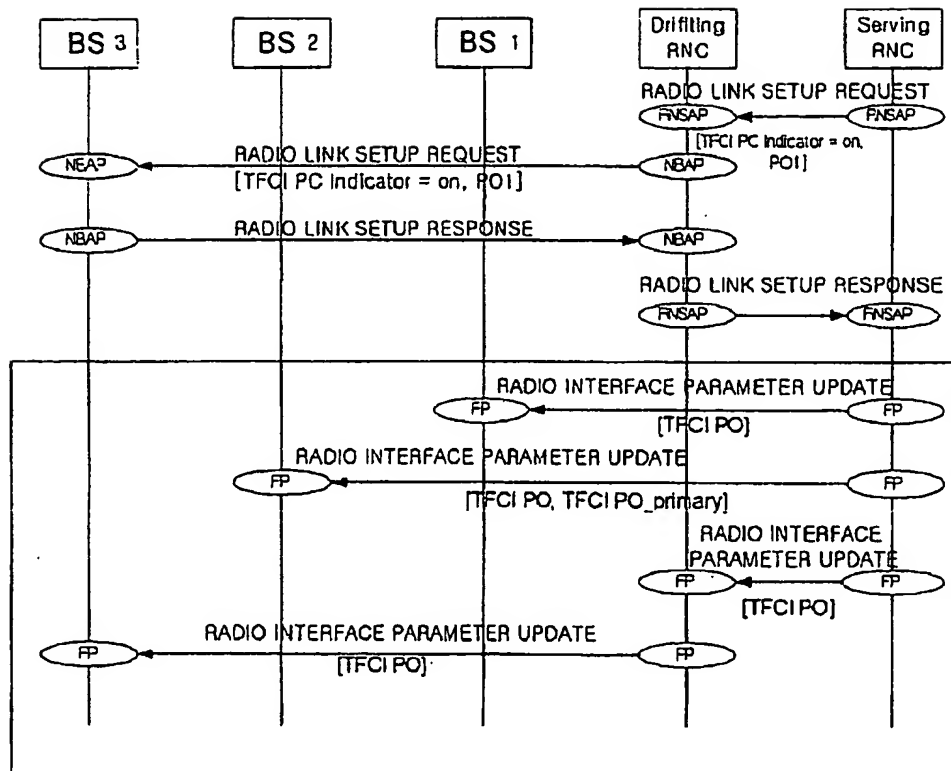 BS 3
BS 2
BS 1
Drifiting
RNC
Serving
RNC
RADIO LINK SETUP REQUEST
RNSAP
RNSAP
[TFCI PC Indicator = on,
PO1]
RADIO LINK SETUP REQUEST
NBAP
NBAP
[TFCI PC Indicator = on, PO1]
NBAP
RADIO LINK SETUP RESPONSE
NBAP
RADIO LINK SETUP RESPONSE
RNSAP
RNSAP
RADIO INTERFACE PARAMETER UPDATE
FP
FP
[TFCI PO]
RADIO INTERFACE PARAMETER UPDATE
FP
FP
[TFCI PO, TFCI PO_primary]
RADIO INTERFACE
PARAMETER UPDATE
FP
FP
[TFCI PO]
RADIO INTERFACE PARAMETER UPDATE
FP
FP
[TFCI PO]